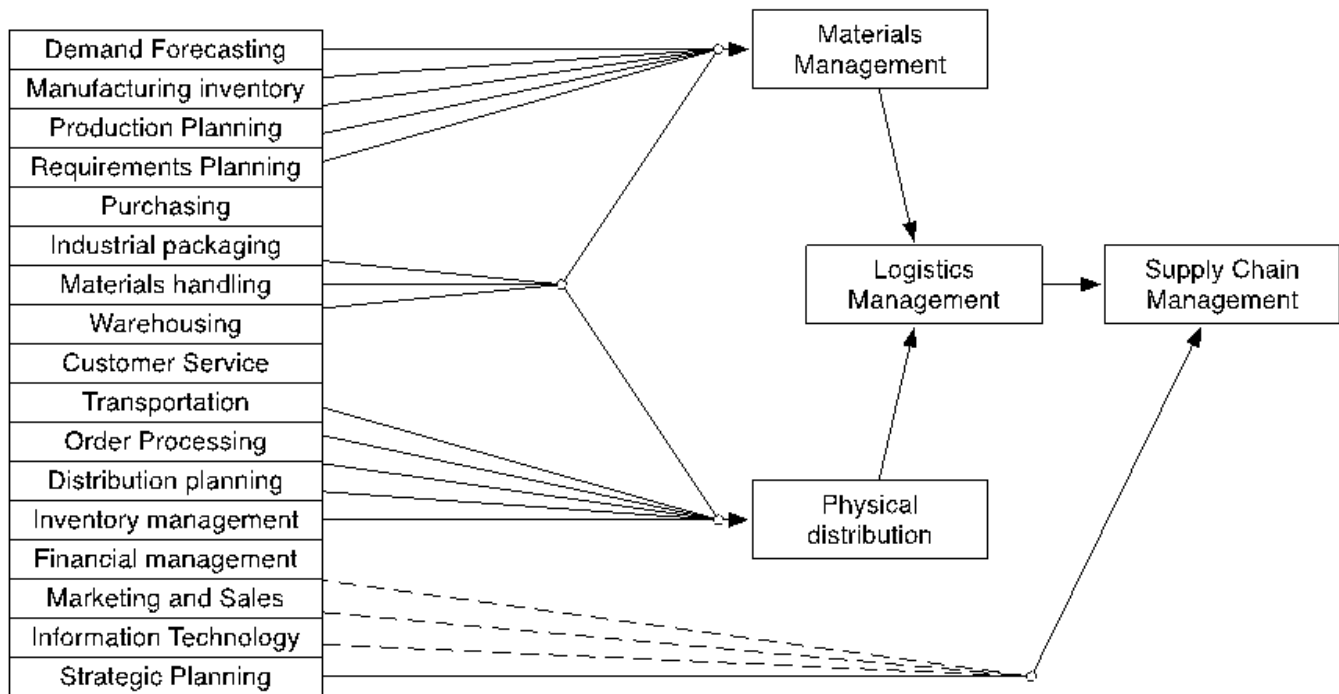 Demand Forecasting
Manufacturing inventory
Production Planning
Requirements Planning
Purchasing
Industrial packaging
Materials handling
Warehousing
Customer Service
Transportation
Order Processing
Distribution planning
Inventory management
Financial management
Marketing and Sales
Information Technology
Strategic Planning
Materials
Management
Logistics
Management
Supply Chain
Management
Physical
distribution